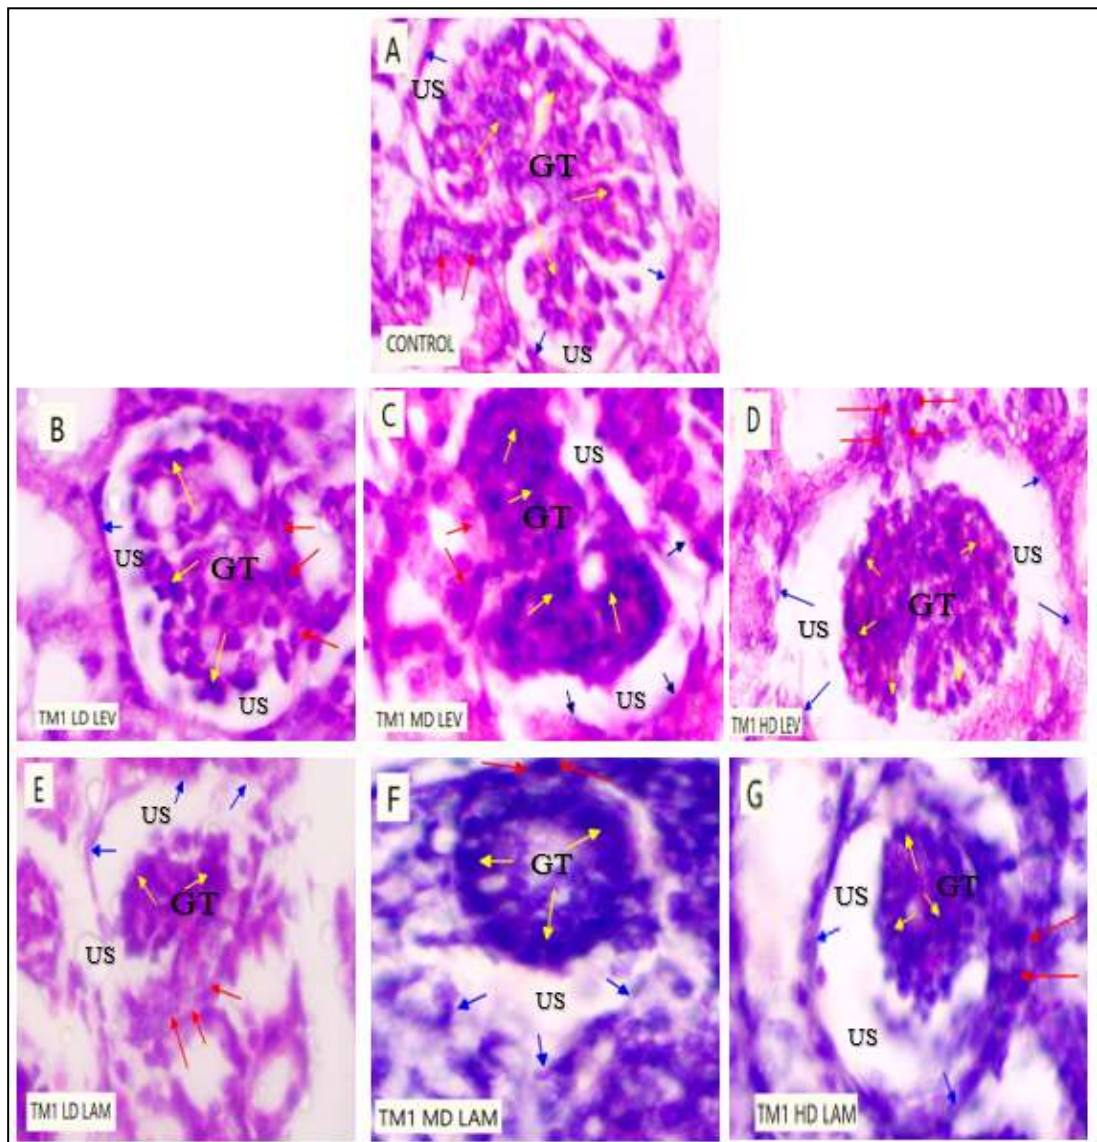 A
US
GT
US
CONTROL
B
US
GT
US
TM1 LD LEV
C
US
GT
US
TM1 MD LEV
D
US
GT
US
TM1 HD LEV
E
US
GT
US
TM1 LD LAM
F
GT
US
TM1 MD LAM
G
US
GT
US
TM1 HD LAM